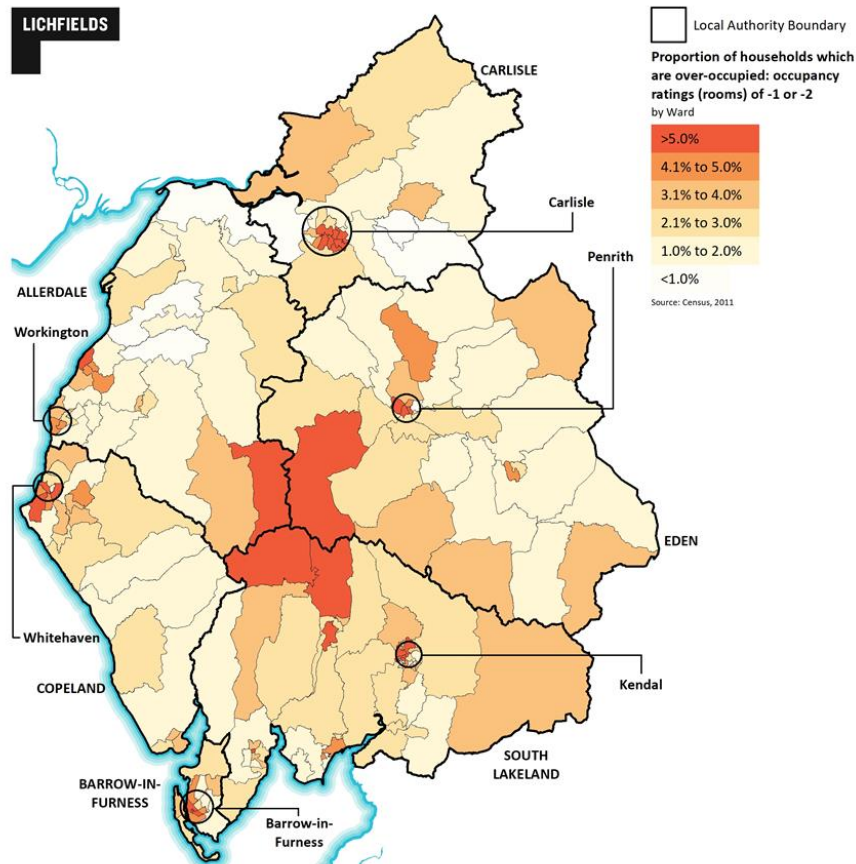 LICHFIELDS
Local Authority Boundary
Proportion of households which
are over-occupied: occupancy
ratings (rooms) of -1 or -2
by Ward
>5.0%
4.1% to 5.0%
3.1% to 4.0%
2.1% to 3.0%
1.0% to 2.0%
<1.0%
Source: Census, 2011
CARLISLE
Carlisle
Penrith
ALLERDALE
Workington
EDEN
Whitehaven
COPELAND
Kendal
SOUTH
LAKELAND
BARROW-IN-
FURNESS
Barrow-in-
Furness